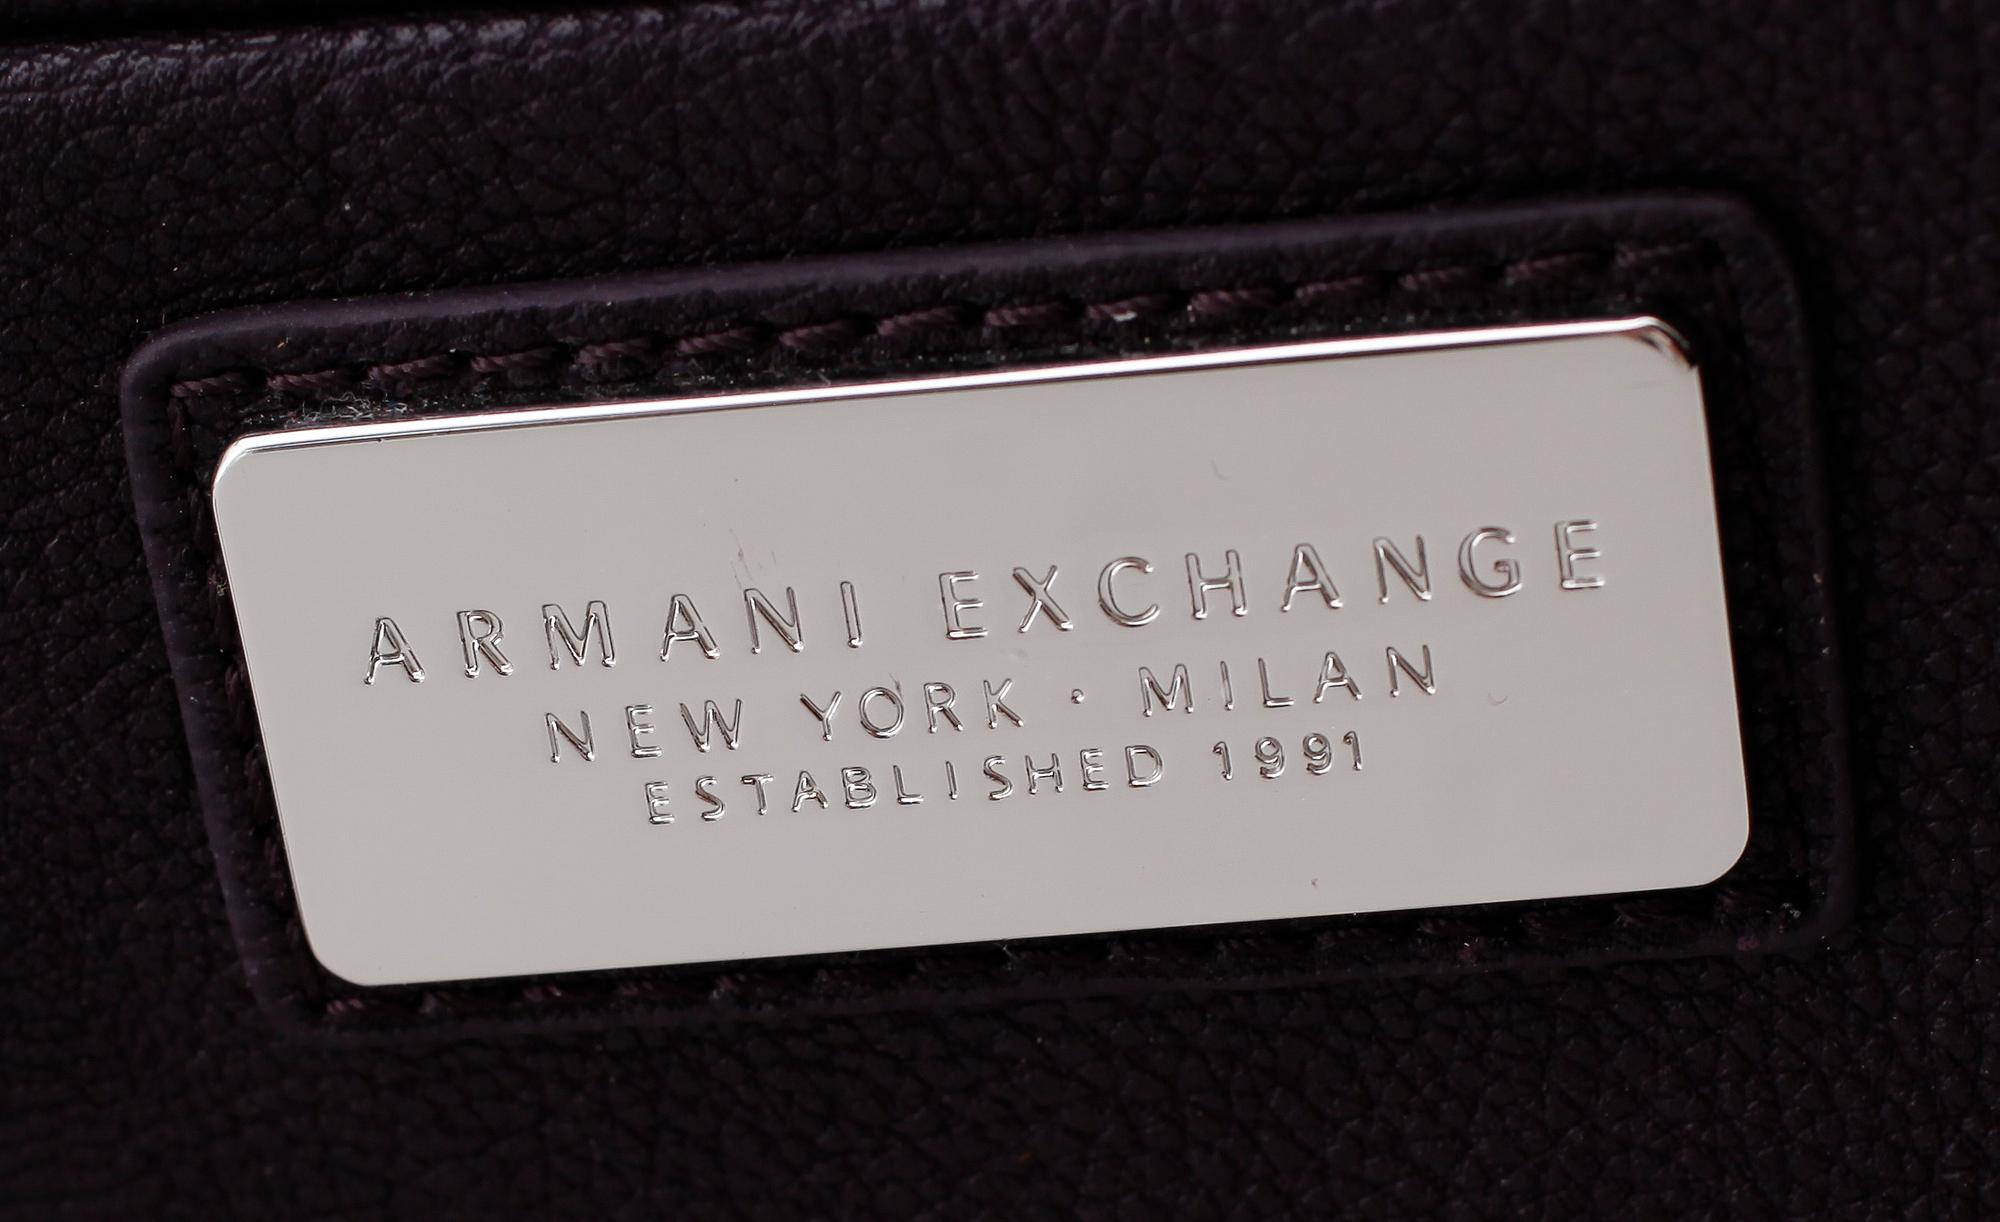 ARMANI EXCHANGE
NEW YORK · MILAN
ESTABLISHED 1991